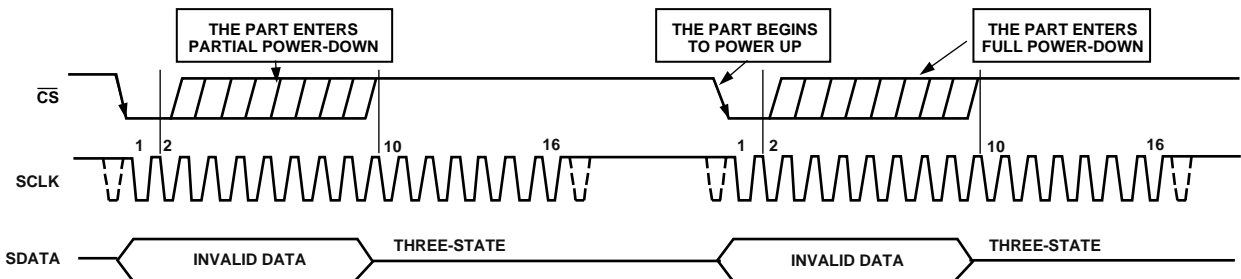 THE PART ENTERS
PARTIAL POWER-DOWN
THE PART BEGINS
TO POWER UP
THE PART ENTERS
FULL POWER-DOWN
CS
1 2 10 16 1 2 10 16
SCLK
SDATA INVALID DATA THREE-STATE INVALID DATA THREE-STATE